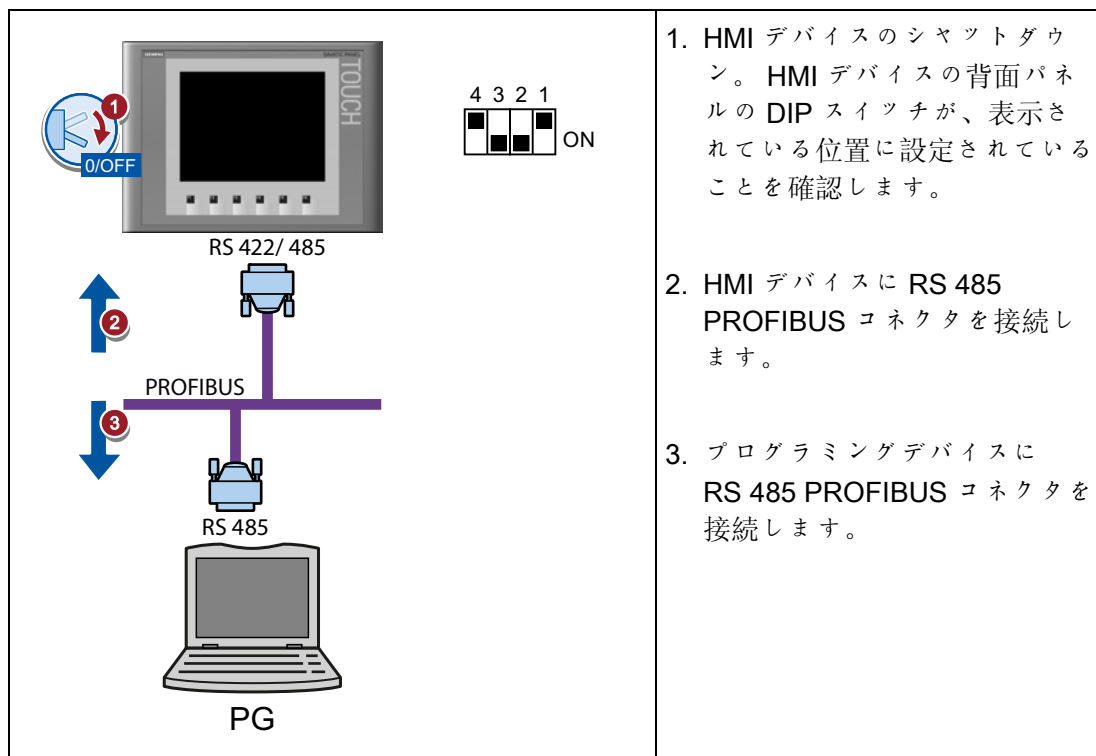 SIEMENS
SIMATIC PANEL
TOUCH
1
0/OFF
4 3 2 1
ON
RS 422/ 485
2
PROFIBUS
3
RS 485
PG
1. HMI デバイスのシャットダウ
ン。 HMI デバイスの背面パネ
ルの DIP スイッチが、表示さ
れている位置に設定されている
ことを確認します。
2. HMI デバイスに RS 485
PROFIBUS コネクタを接続し
ます。
3. プログラミングデバイスに
RS 485 PROFIBUS コネクタを
接続します。